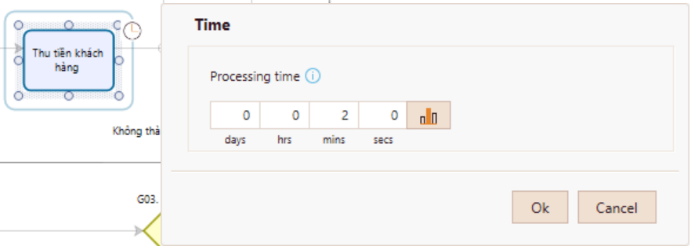 Time
Thu tiền khách
hàng
Processing time
0 0 2 0
days hrs mins secs
Không thà
G03.
Ok Cancel